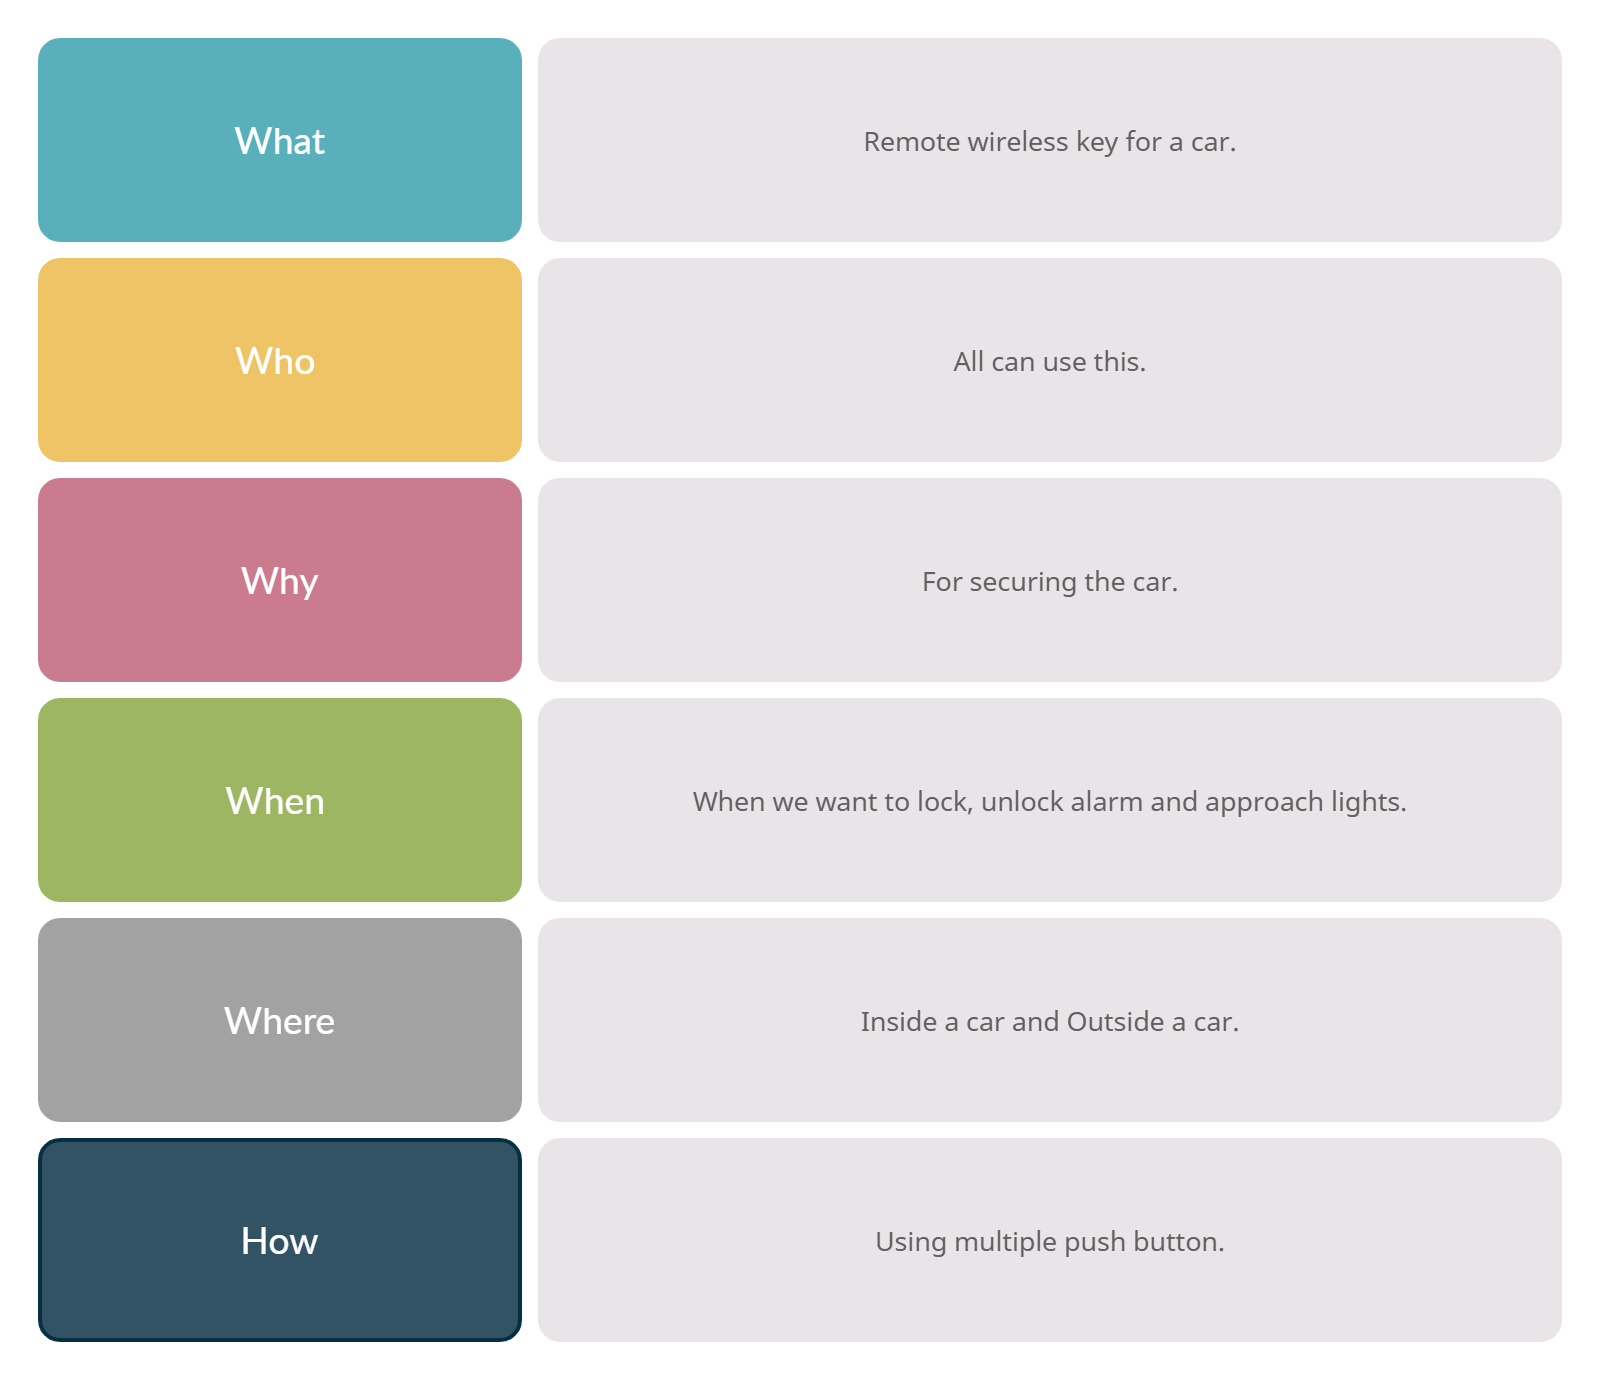 What
Remote wireless key for a car.
Who
All can use this.
Why
For securing the car.
When
When we want to lock, unlock alarm and approach lights.
Where
Inside a car and Outside a car.
How
Using multiple push button.